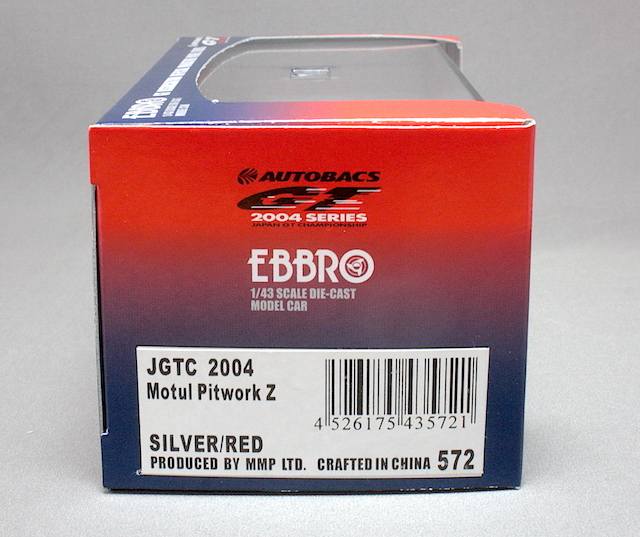 AUTOBACS
GT
2004 SERIES
JAPAN GT CHAMPIONSHIP
EBBRO
1/43 SCALE DIE-CAST
MODEL CAR
JGTC 2004
Motul Pitwork Z
4 526175 435721
SILVER/RED
PRODUCED BY MMP LTD. CRAFTED IN CHINA 572
EBBRO